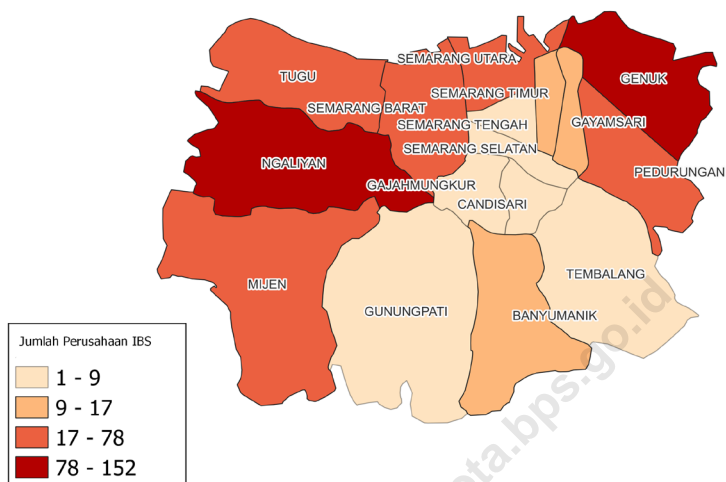 SEMARANG UTARA
TUGU
GENUK
SEMARANG TIMUR
SEMARANG BARAT
SEMARANG TENGAH
GAYAMSARI
SEMARANG SELATAN
NGALIYAN
PEDURUNGAN
GAJAHMUNGKUR
CANDISARI
TEMBALANG
MIJEN
GUNUNGPATI
BANYUMANIK
Jumlah Perusahaan IBS
1 - 9
9 - 17
17 - 78
78 - 152
ta.bps.go.id